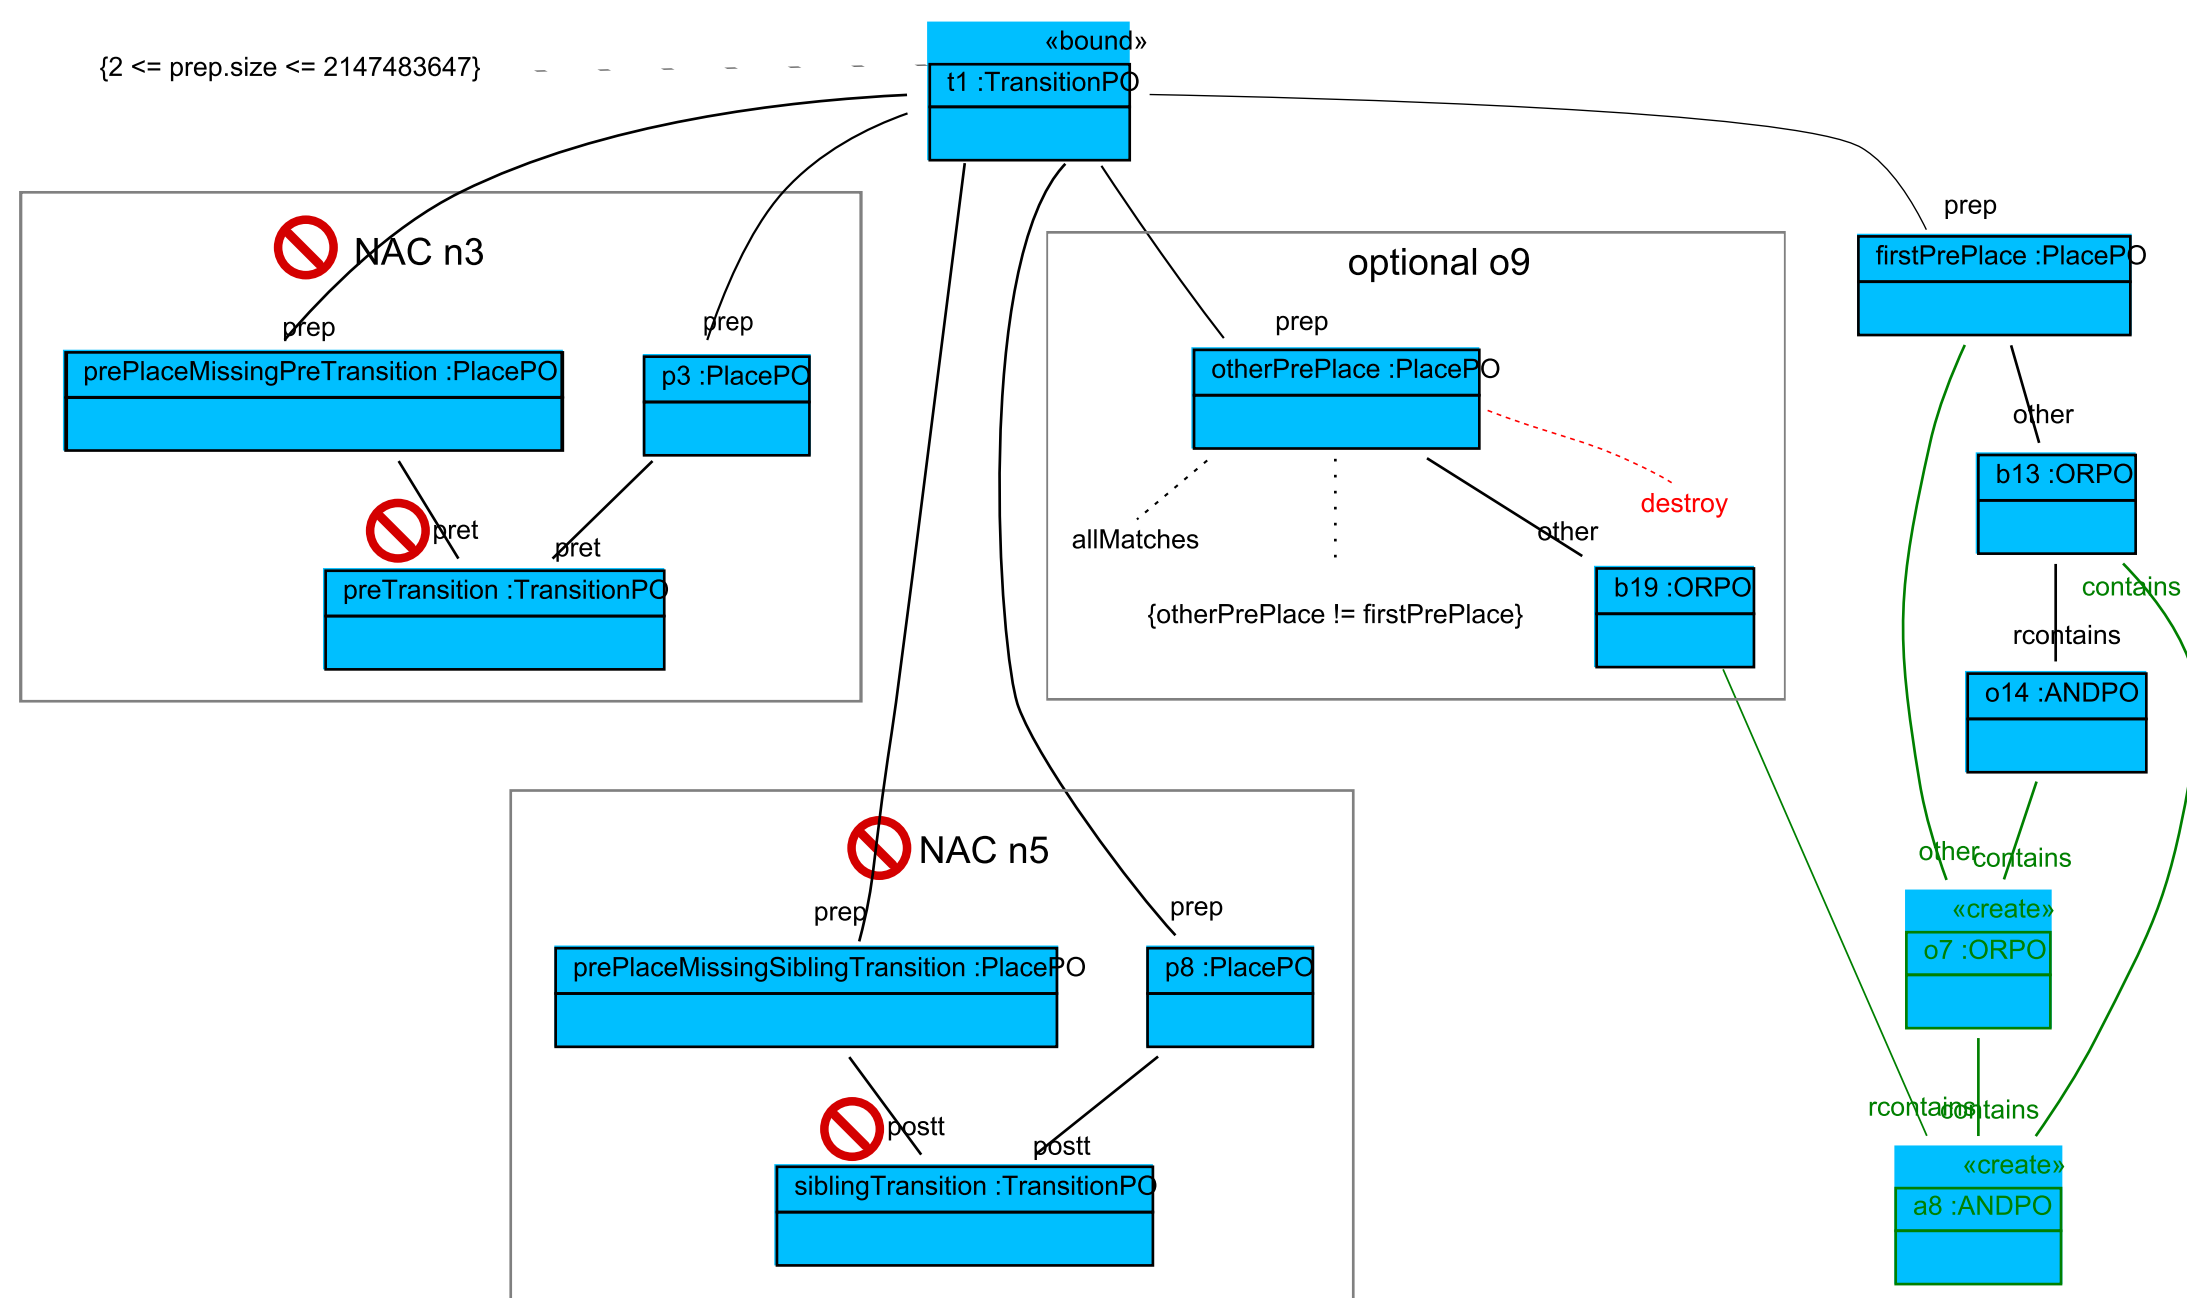 «bound»
{2 <= prep.size <= 2147483647}
t1 :TransitionPO
prep
NAC n3
optional o9
firstPrePlace :PlacePO
prep
prep
prep
prePlaceMissingPreTransition :PlacePO
p3 :PlacePO
otherPrePlace :PlacePO
other
b13 :ORPO
destroy
pret
pret
allMatches
other
preTransition :TransitionPO
b19 :ORPO
contains
{otherPrePlace != firstPrePlace}
rcontains
o14 :ANDPO
NAC n5
other
contains
prep
prep
«create»
o7 :ORPO
prePlaceMissingSiblingTransition :PlacePO
p8 :PlacePO
postt
postt
rcontains
contains
«create»
siblingTransition :TransitionPO
a8 :ANDPO